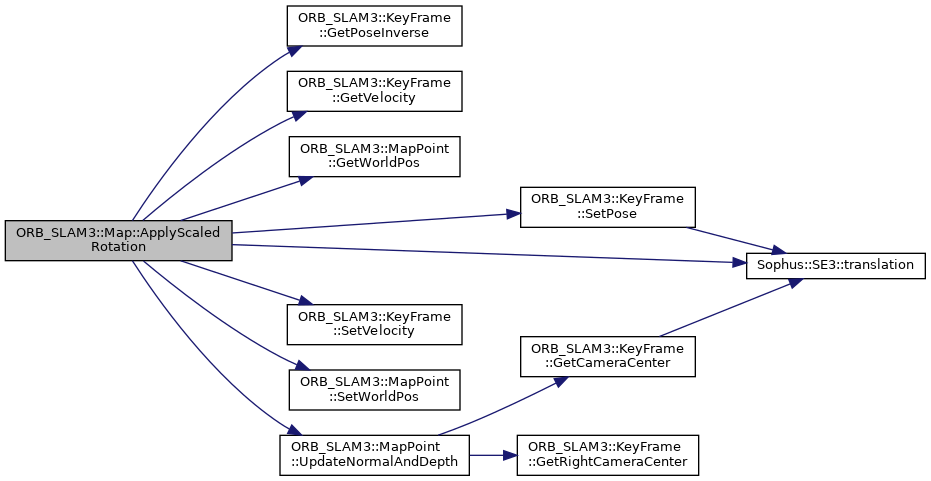 ORB_SLAM3::KeyFrame
::GetPoseInverse
ORB_SLAM3::KeyFrame
::GetVelocity
ORB_SLAM3::MapPoint
::GetWorldPos
ORB_SLAM3::KeyFrame
::SetPose
ORB_SLAM3::Map::ApplyScaled
Rotation
Sophus::SE3::translation
ORB_SLAM3::KeyFrame
::SetVelocity
ORB_SLAM3::KeyFrame
::GetCameraCenter
ORB_SLAM3::MapPoint
::SetWorldPos
ORB_SLAM3::MapPoint
::UpdateNormalAndDepth
ORB_SLAM3::KeyFrame
::GetRightCameraCenter